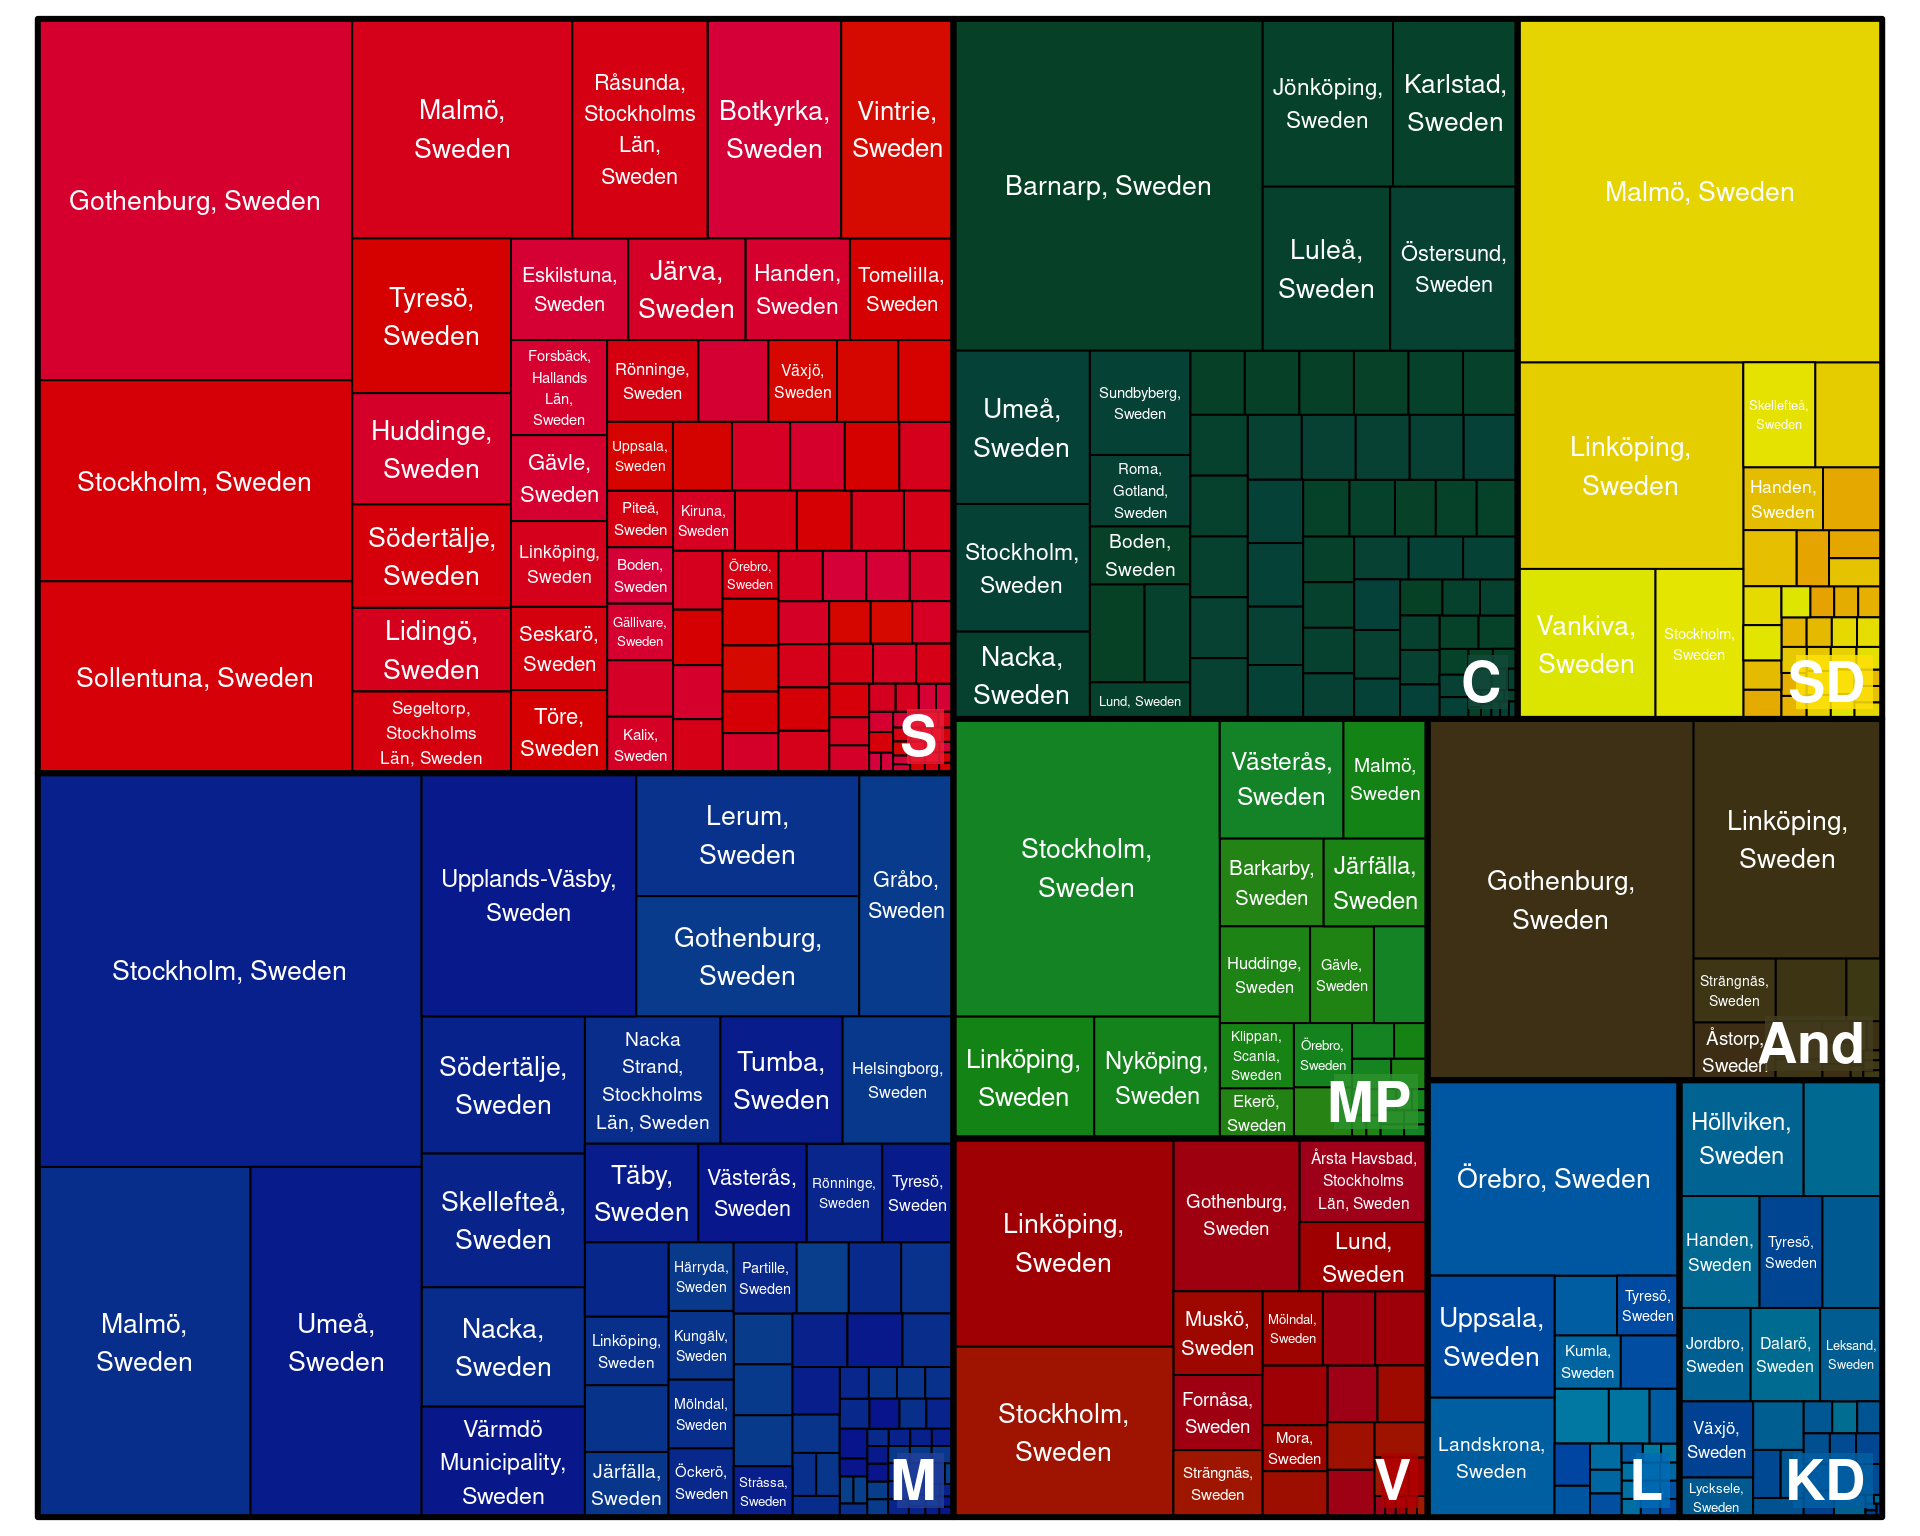 Gothenburg, Sweden
Stockholm, Sweden
Sollentuna, Sweden
Malmö,
Sweden
Råsunda,
Stockholms
Län,
Sweden
Botkyrka,
Sweden
Vintrie,
Sweden
Tyresö,
Sweden
Huddinge,
Sweden
Södertälje,
Sweden
Lidingö,
Sweden
Segeltorp,
Stockholms
Län, Sweden
Eskilstuna,
Sweden
Järva,
Sweden
Handen,
Sweden
Tomelilla,
Sweden
Forsbäck,
Hallands
Län,
Sweden
Gävle,
Sweden
Linköping,
Sweden
Seskarö,
Sweden
Töre,
Sweden
Rönninge,
Sweden
Växjö,
Sweden
Uppsala,
Sweden
Piteå,
Sweden
Kiruna,
Sweden
Boden,
Sweden
Örebro,
Sweden
Gällivare,
Sweden
Kalix,
Sweden
S
Barnarp, Sweden
Jönköping,
Sweden
Karlstad,
Sweden
Luleå,
Sweden
Östersund,
Sweden
Umeå,
Sweden
Stockholm,
Sweden
Nacka,
Sweden
Sundbyberg,
Sweden
Roma,
Gotland,
Sweden
Boden,
Sweden
Lund, Sweden
C
Malmö, Sweden
Linköping,
Sweden
Vankiva,
Sweden
Stockholm,
Sweden
Skellefteå,
Sweden
Handen,
Sweden
SD
Stockholm, Sweden
Malmö,
Sweden
Umeå,
Sweden
Upplands-Väsby,
Sweden
Lerum,
Sweden
Gothenburg,
Sweden
Gråbo,
Sweden
Södertälje,
Sweden
Skellefteå,
Sweden
Nacka,
Sweden
Värmdö
Municipality,
Sweden
Nacka
Strand,
Stockholms
Län, Sweden
Tumba,
Sweden
Helsingborg,
Sweden
Täby,
Sweden
Västerås,
Sweden
Rönninge,
Sweden
Tyresö,
Sweden
Linköping,
Sweden
Järfälla,
Sweden
Härryda,
Sweden
Kungälv,
Sweden
Mölndal,
Sweden
Öckerö,
Sweden
Partille,
Sweden
Stråssa,
Sweden
M
Stockholm,
Sweden
Linköping,
Sweden
Nyköping,
Sweden
Västerås,
Sweden
Malmö,
Sweden
Barkarby,
Sweden
Järfälla,
Sweden
Huddinge,
Sweden
Gävle,
Sweden
Klippan,
Scania,
Sweden
Örebro,
Sweden
Ekerö,
Sweden
MP
Gothenburg,
Sweden
Linköping,
Sweden
Strängnäs,
Sweden
Åstorp,
Sweden
And
Linköping,
Sweden
Stockholm,
Sweden
Gothenburg,
Sweden
Årsta Havsbad,
Stockholms
Län, Sweden
Lund,
Sweden
Muskö,
Sweden
Mölndal,
Sweden
Fornåsa,
Sweden
Strängnäs,
Sweden
Mora,
Sweden
V
Örebro, Sweden
Uppsala,
Sweden
Landskrona,
Sweden
Tyresö,
Sweden
Kumla,
Sweden
L
Höllviken,
Sweden
Handen,
Sweden
Tyresö,
Sweden
Jordbro,
Sweden
Dalarö,
Sweden
Leksand,
Sweden
Växjö,
Sweden
Lycksele,
Sweden
KD